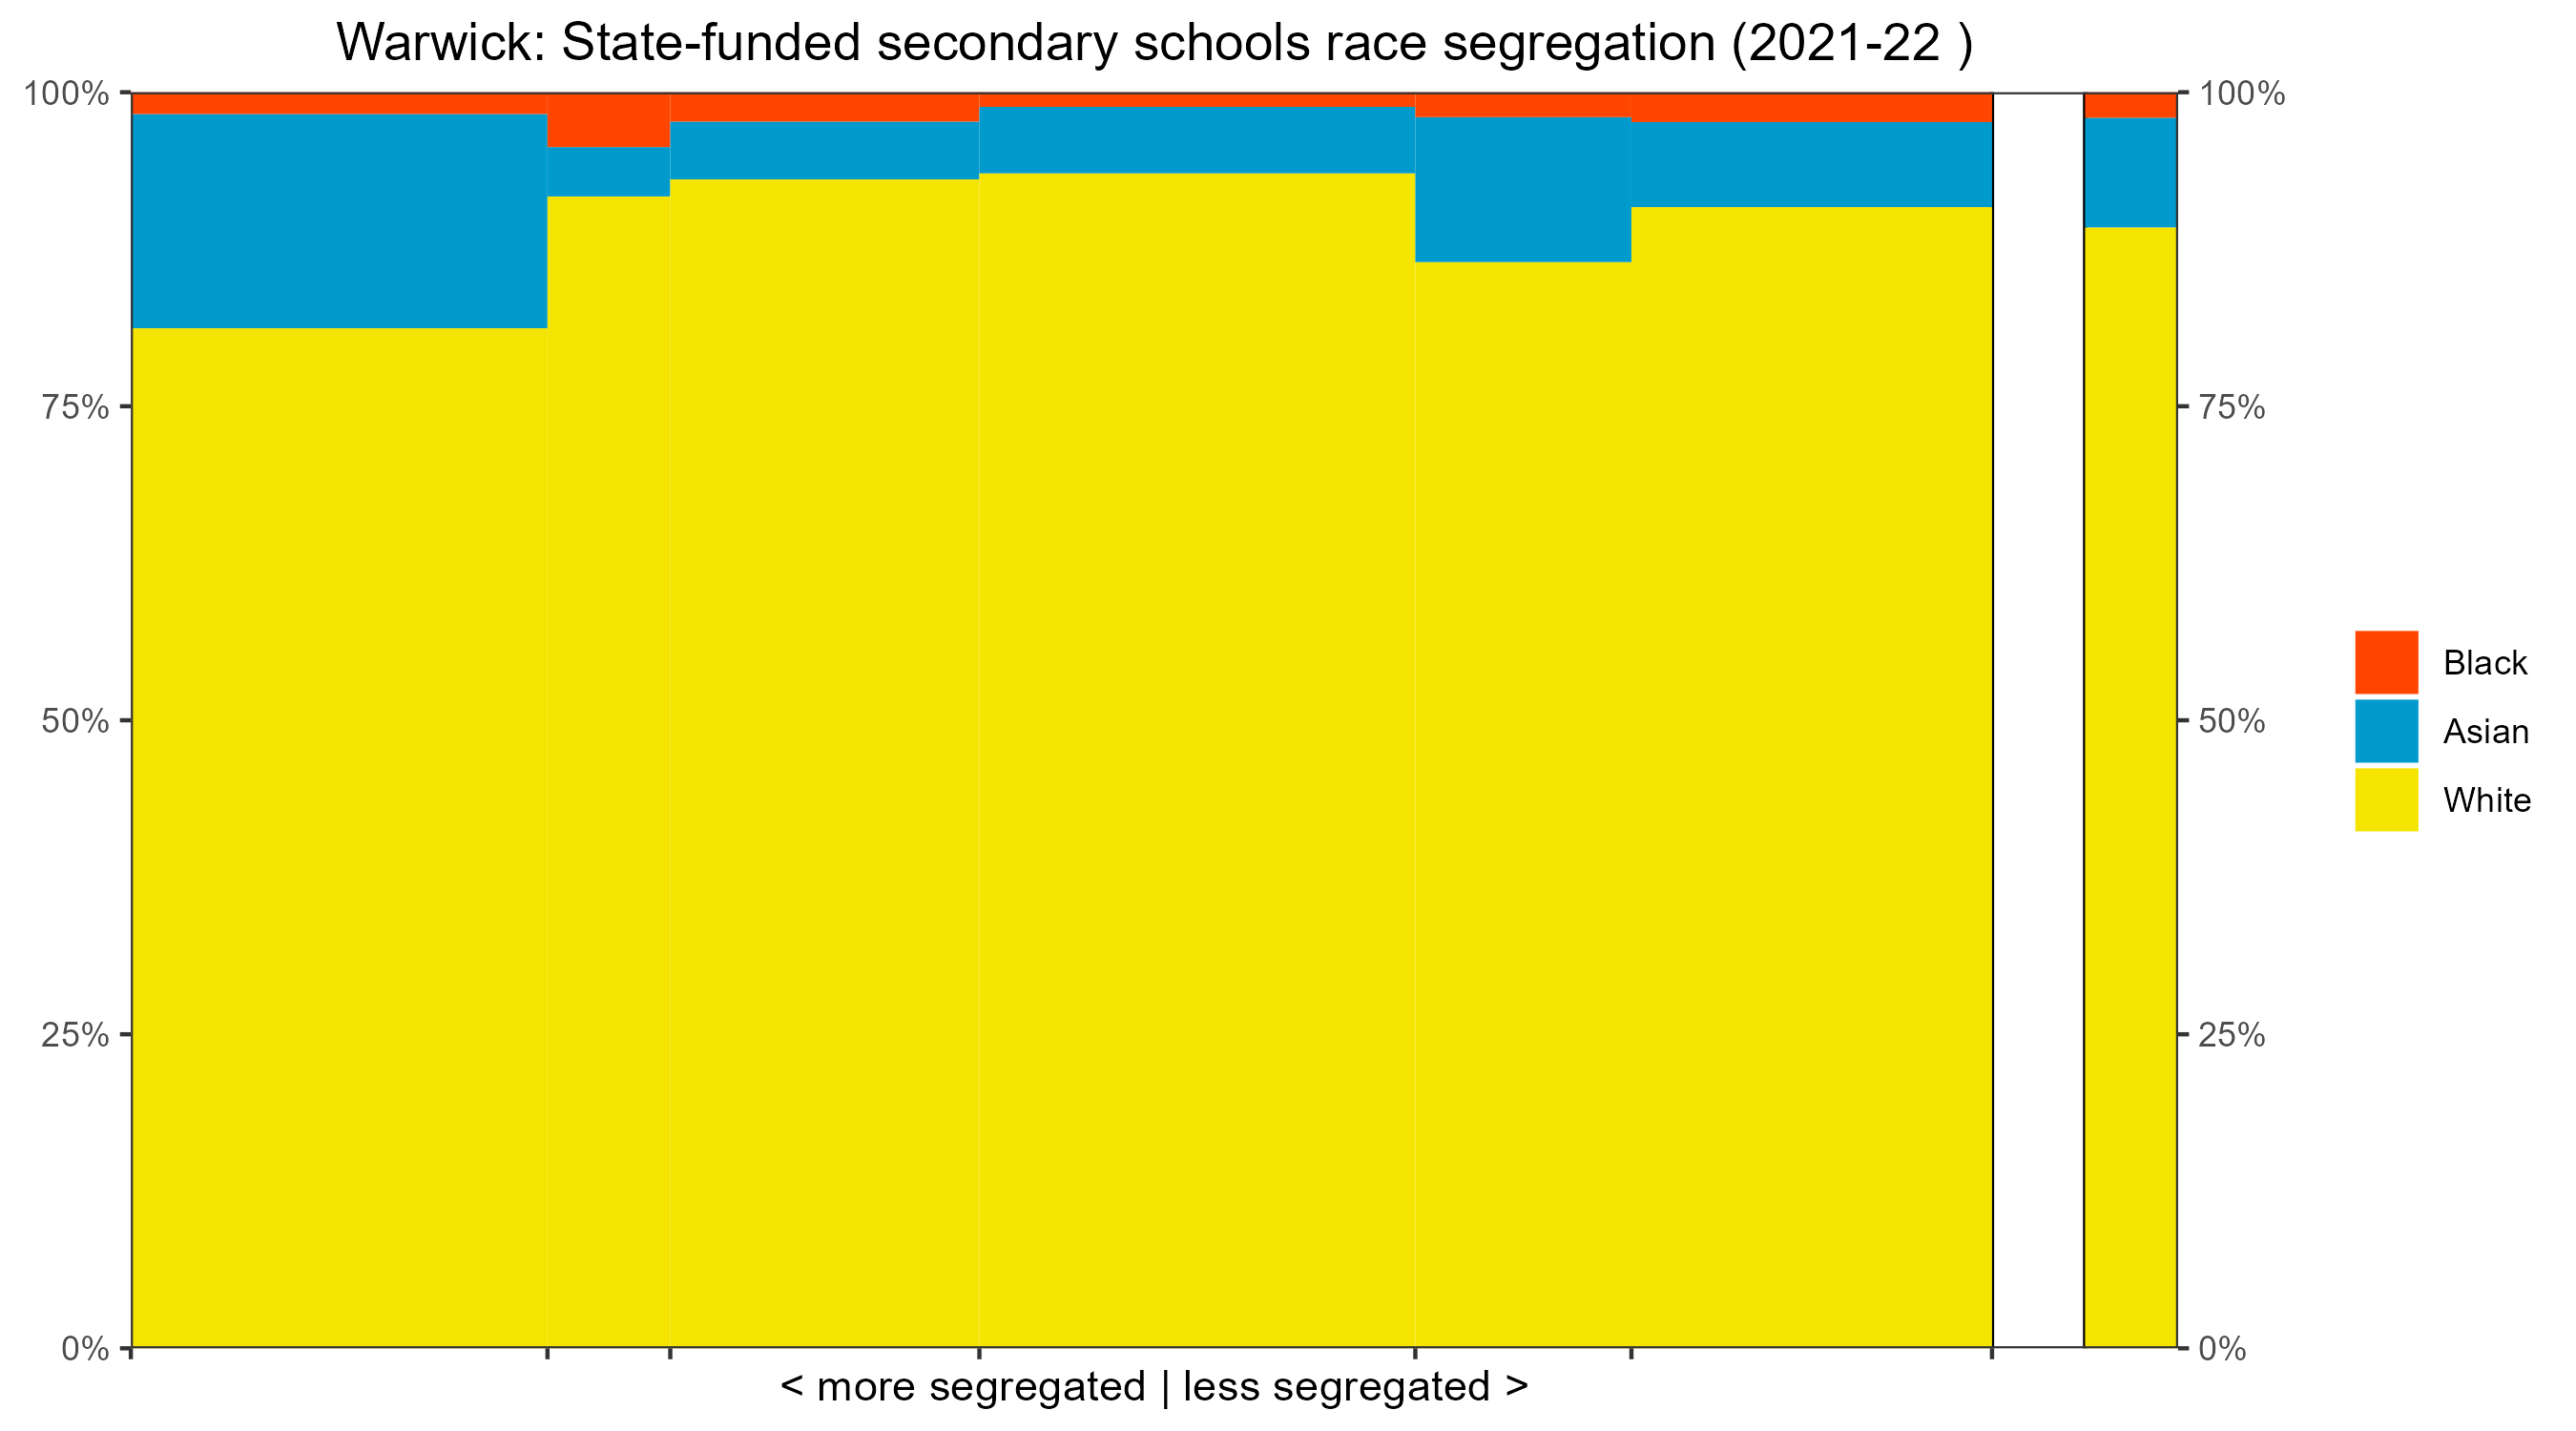 Warwick: State-funded secondary schools race segregation (2021-22 )
100%
75%
50%
25%
0%
100%
75%
50%
25%
0%
< more segregated | less segregated >
Black
Asian
White